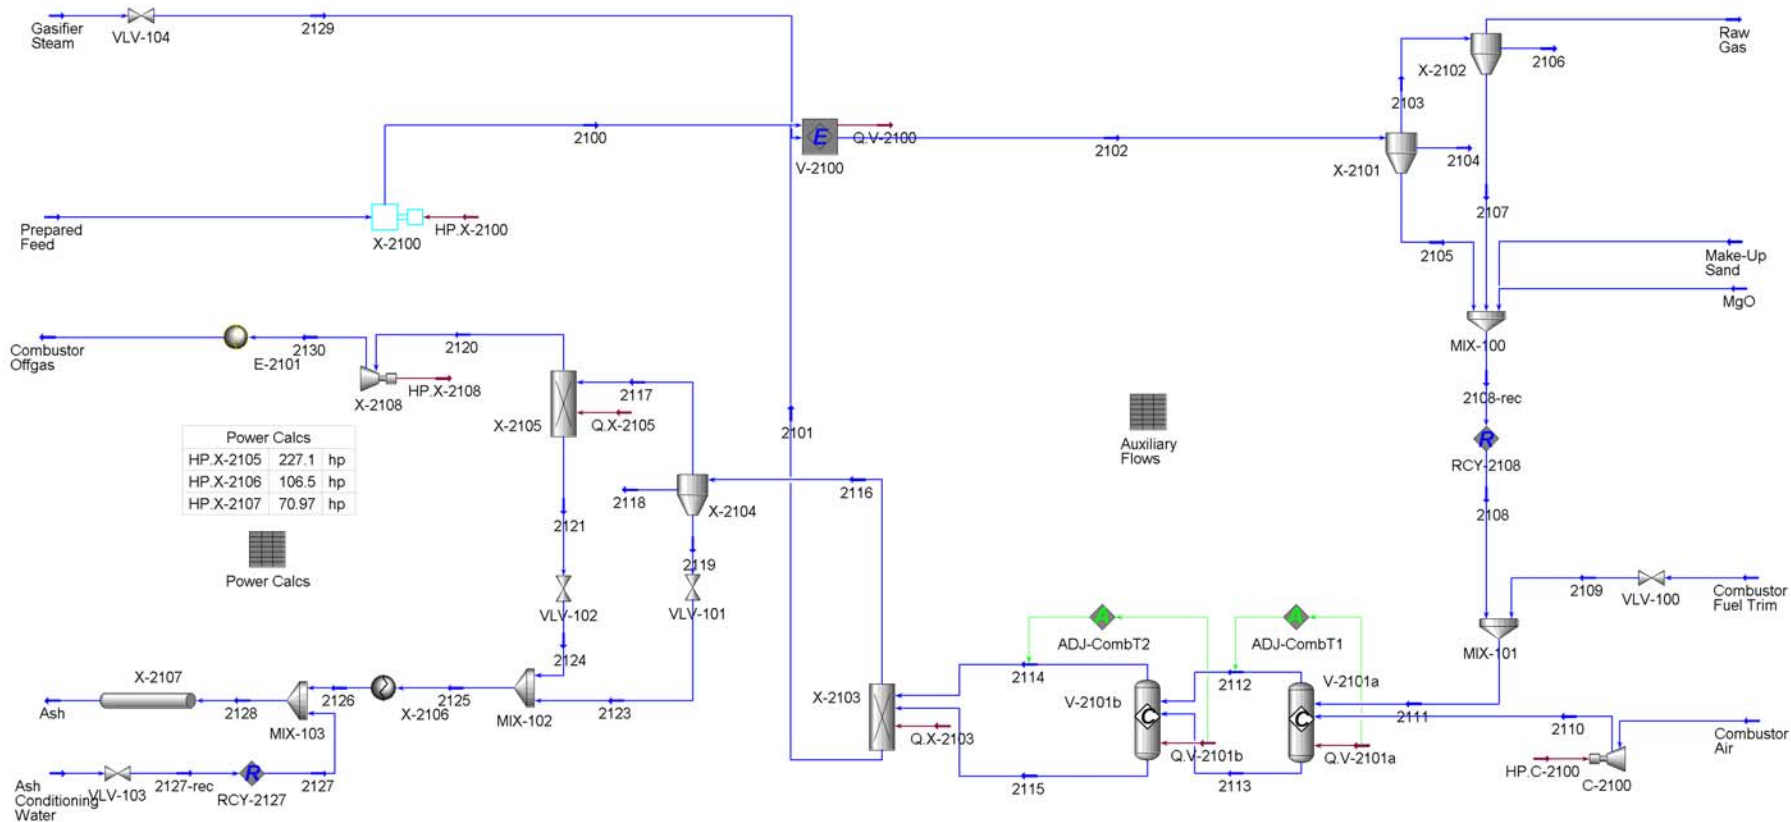 Gasifier
Steam
VLV-104
2129
Raw
Gas
X-2102
2106
2103
2100
Q.V-2100
E
V-2100
2102
X-2101
2104
2107
Prepared
Feed
X-2100
HP.X-2100
2105
Make-Up
Sand
MgO
MIX-100
Combustor
Offgas
E-2101
2130
2120
X-2108
HP.X-2108
X-2105
2117
Q.X-2105
2101
2108-rec
R
RCY-2108
Auxiliary
Flows
Power Calcs
HP.X-2105 227.1 hp
HP.X-2106 106.5 hp
HP.X-2107 70.97 hp
Power Calcs
2118
X-2104
2116
2121
2119
2108
VLV-102
VLV-101
2109
VLV-100
Combustor
Fuel Trim
A
ADJ-CombT2
A
ADJ-CombT1
MIX-101
2124
2114
2112
X-2107
Ash
2128
MIX-103
2126
X-2106
2125
MIX-102
2123
X-2103
Q.X-2103
V-2101b
C
Q.V-2101b
V-2101a
C
Q.V-2101a
2111
2110
Combustor
Air
HP.C-2100
C-2100
2115
2113
Ash
Conditioning
Water
VLV-103
2127-rec
R
RCY-2127
2127